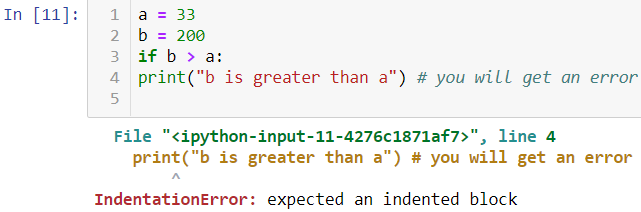 In [11]:
1 a = 33
2 b = 200
3 if b > a:
4 print("b is greater than a") # you will get an error
5
File "<ipython-input-11-4276c1871af7>", line 4
print("b is greater than a") # you will get an error
^
IndentationError: expected an indented block